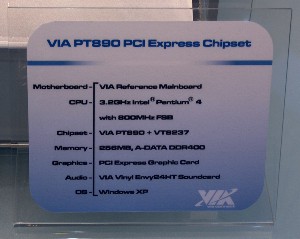 VIA PT890 PCI Express Chipset
Motherboard - VIA Reference Mainboard
CPU - 3.2GHz Intel® Pentium® 4
with 800MHz FSB
Chipset - VIA PT890 + VT8237
Memory - 256MB, A-DATA DDR400
Graphics - PCI Express Graphic Card
Audio - VIA Vinyl Envy24HT Soundcard
OS - Windows XP
VIA